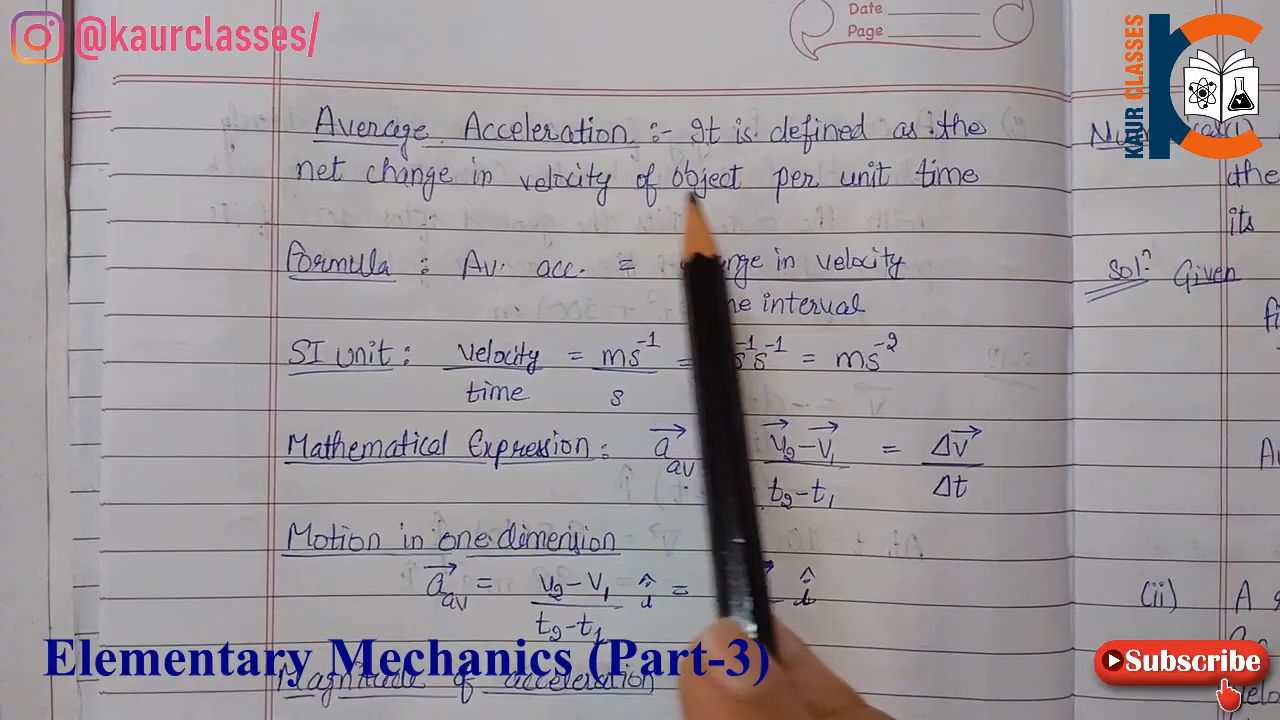 @kaurclasses/
Date
Page
KAUR CLASSES
Average Acceleration :- It is defined as the
net change in velocity of object per unit time
Formula : Av. acc. = in velocity
interval
SI unit : velocity = ms⁻¹ = s⁻¹ = ms⁻²
time s
Mathematical Expression : a⃗ av v⃗₂ - v⃗₁ = Δv⃗
t₂ - t₁ Δt
Motion in one dimension
a⃗ av = v₂ - v₁ î = î
t₂ - t₁
Magnitude of acceleration
the
its
Sol? Given
(ii) A
Elementary Mechanics (Part-3)
Subscribe